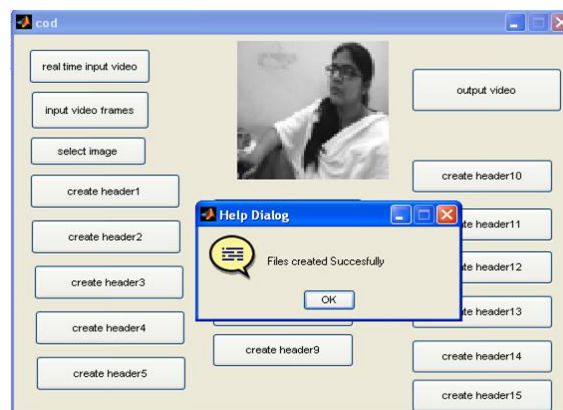 cod
real time input video
input video frames
select image
create header1
create header2
create header3
create header4
create header5
output video
create header10
te header11
te header12
te header13
create header14
create header15
Help Dialog
Files created Succesfully
OK
create header9